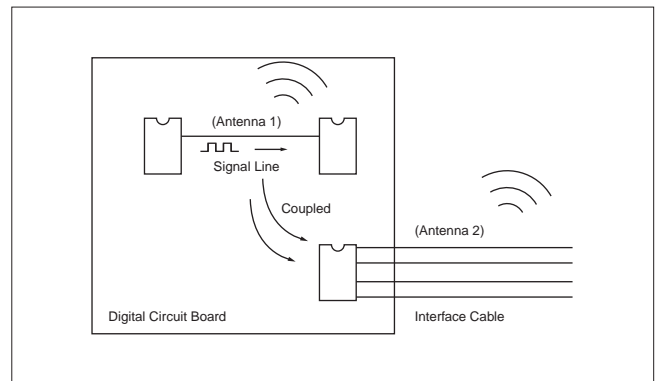 (Antenna 1)
Signal Line
Coupled
(Antenna 2)
Digital Circuit Board
Interface Cable